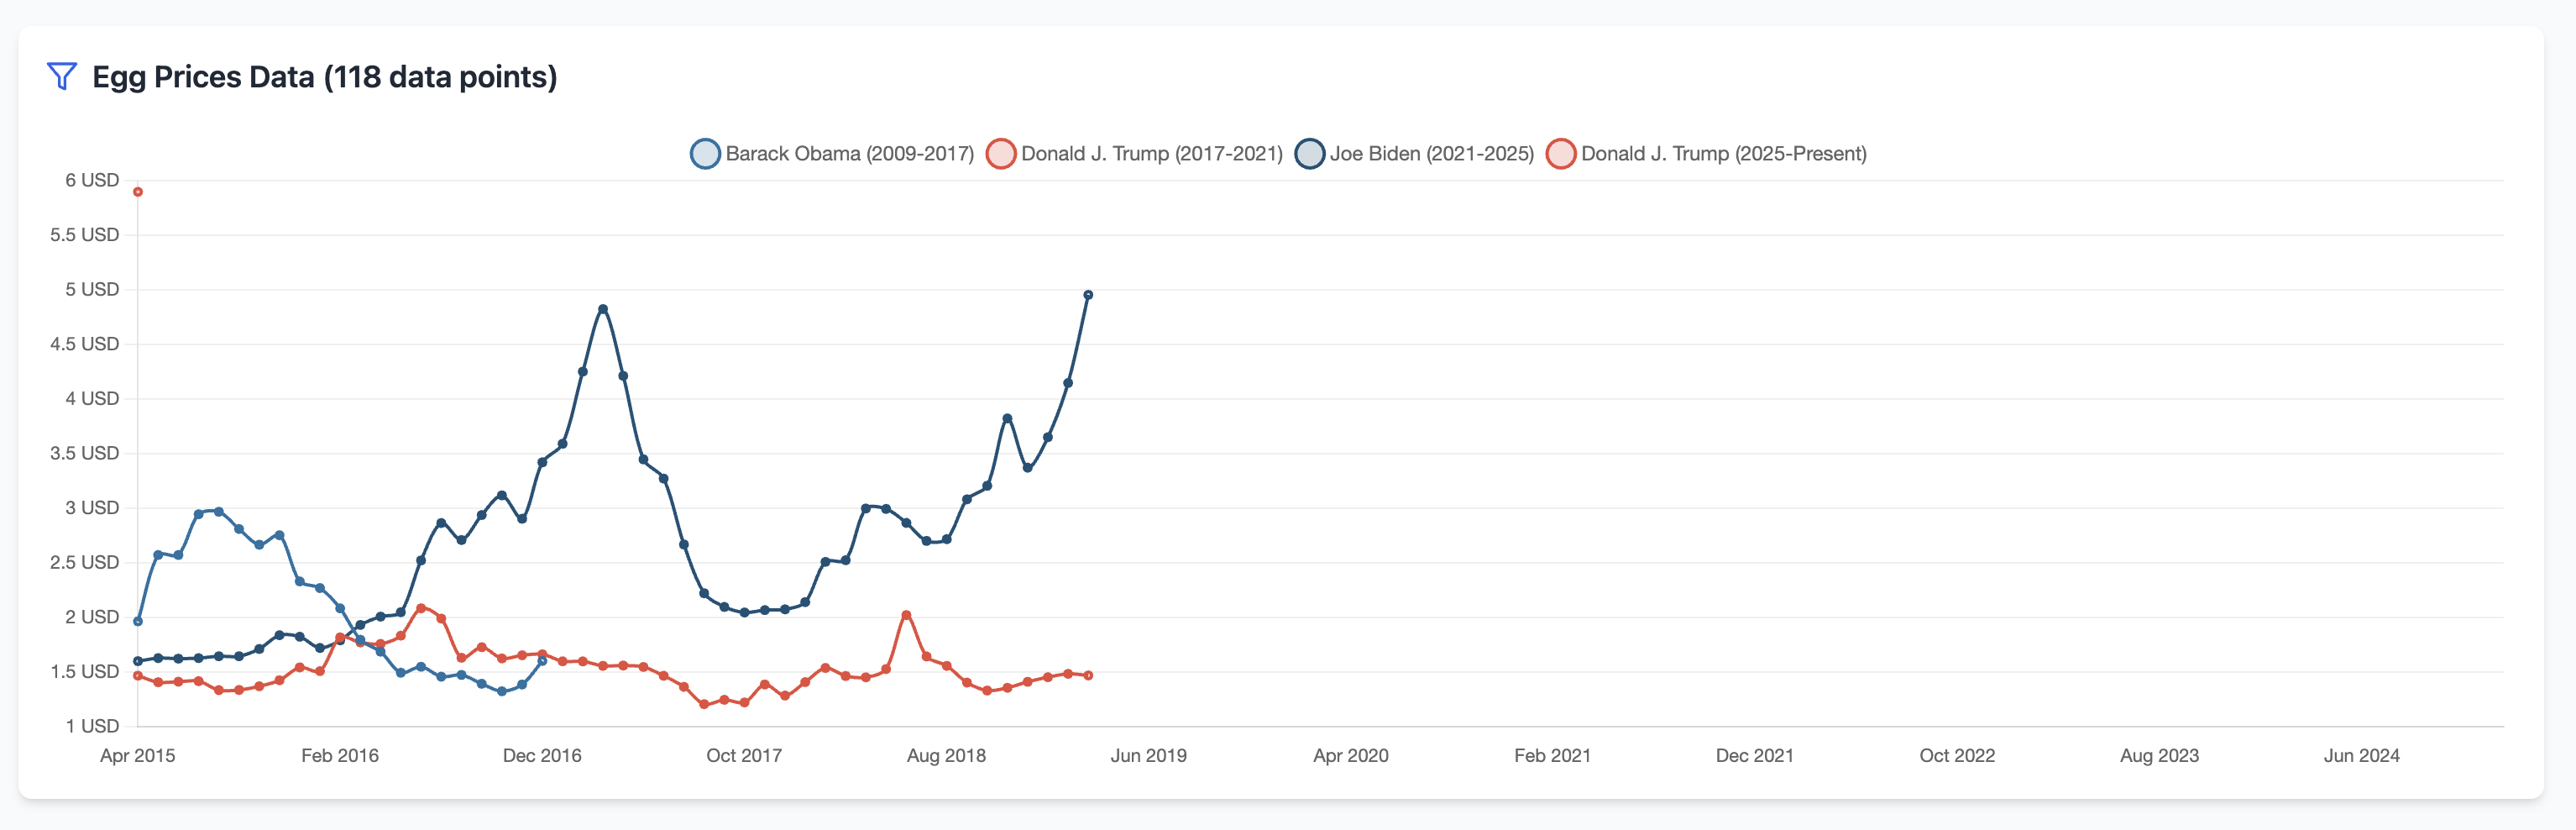 Egg Prices Data (118 data points)
Barack Obama (2009-2017) Donald J. Trump (2017-2021) Joe Biden (2021-2025) Donald J. Trump (2025-Present)
6 USD
5.5 USD
5 USD
4.5 USD
4 USD
3.5 USD
3 USD
2.5 USD
2 USD
1.5 USD
1 USD
Apr 2015 Feb 2016 Dec 2016 Oct 2017 Aug 2018 Jun 2019 Apr 2020 Feb 2021 Dec 2021 Oct 2022 Aug 2023 Jun 2024